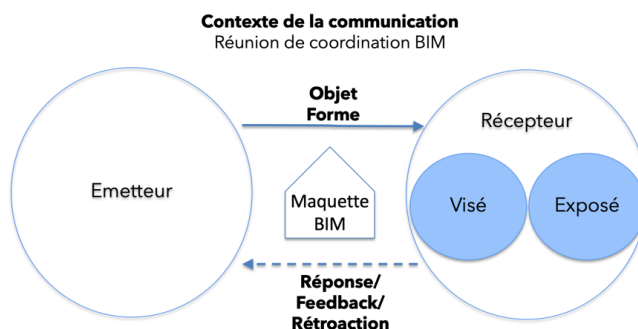 Contexte de la communication
Réunion de coordination BIM
Objet
Forme
Emetteur
Récepteur
Maquette
BIM
Visé
Exposé
Réponse/
Feedback/
Rétroaction